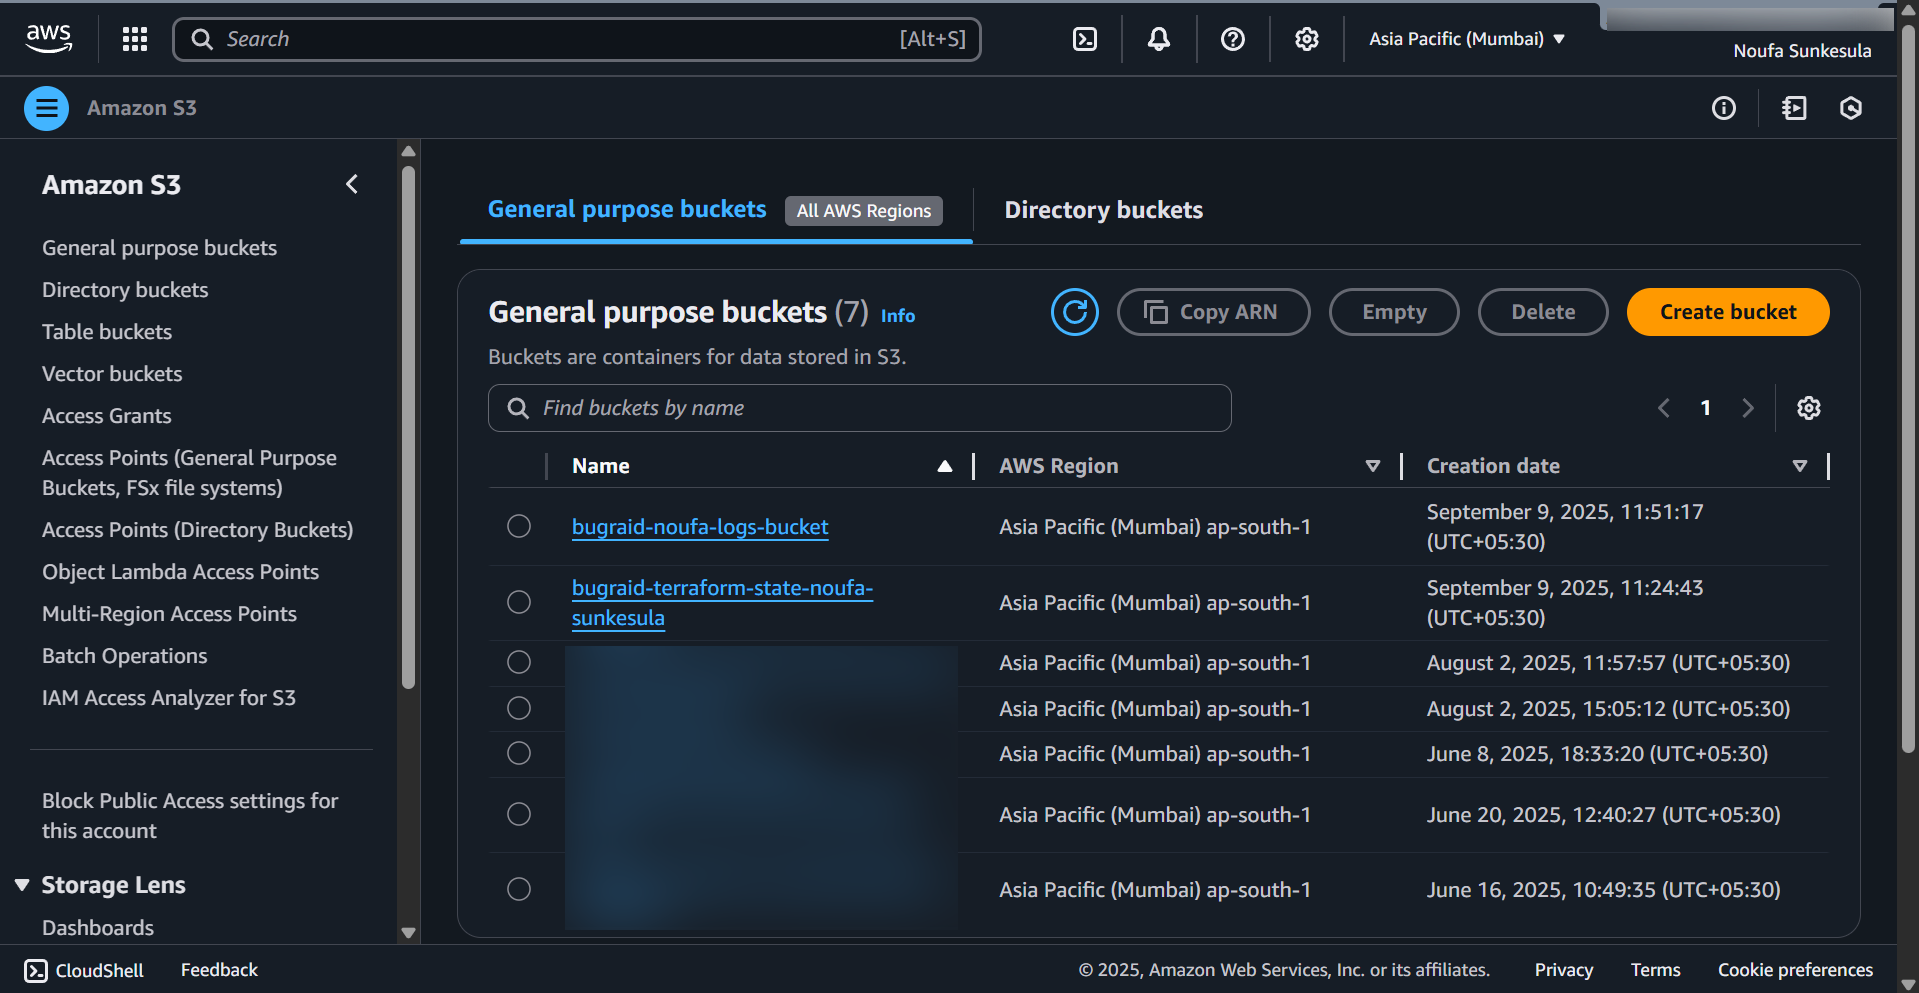 aws
Search
[Alt+S]
Asia Pacific (Mumbai)
Noufa Sunkesula
Amazon S3
Amazon S3
General purpose buckets
Directory buckets
Table buckets
Vector buckets
Access Grants
Access Points (General Purpose
Buckets, FSx file systems)
Access Points (Directory Buckets)
Object Lambda Access Points
Multi-Region Access Points
Batch Operations
IAM Access Analyzer for S3
Block Public Access settings for
this account
Storage Lens
Dashboards
General purpose buckets All AWS Regions Directory buckets
General purpose buckets (7) Info
Copy ARN Empty Delete Create bucket
Buckets are containers for data stored in S3.
Find buckets by name
1
Name AWS Region Creation date
bugraid-noufa-logs-bucket Asia Pacific (Mumbai) ap-south-1 September 9, 2025, 11:51:17
(UTC+05:30)
bugraid-terraform-state-noufa-
sunkesula Asia Pacific (Mumbai) ap-south-1 September 9, 2025, 11:24:43
(UTC+05:30)
Asia Pacific (Mumbai) ap-south-1 August 2, 2025, 11:57:57 (UTC+05:30)
Asia Pacific (Mumbai) ap-south-1 August 2, 2025, 15:05:12 (UTC+05:30)
Asia Pacific (Mumbai) ap-south-1 June 8, 2025, 18:33:20 (UTC+05:30)
Asia Pacific (Mumbai) ap-south-1 June 20, 2025, 12:40:27 (UTC+05:30)
Asia Pacific (Mumbai) ap-south-1 June 16, 2025, 10:49:35 (UTC+05:30)
CloudShell Feedback © 2025, Amazon Web Services, Inc. or its affiliates. Privacy Terms Cookie preferences